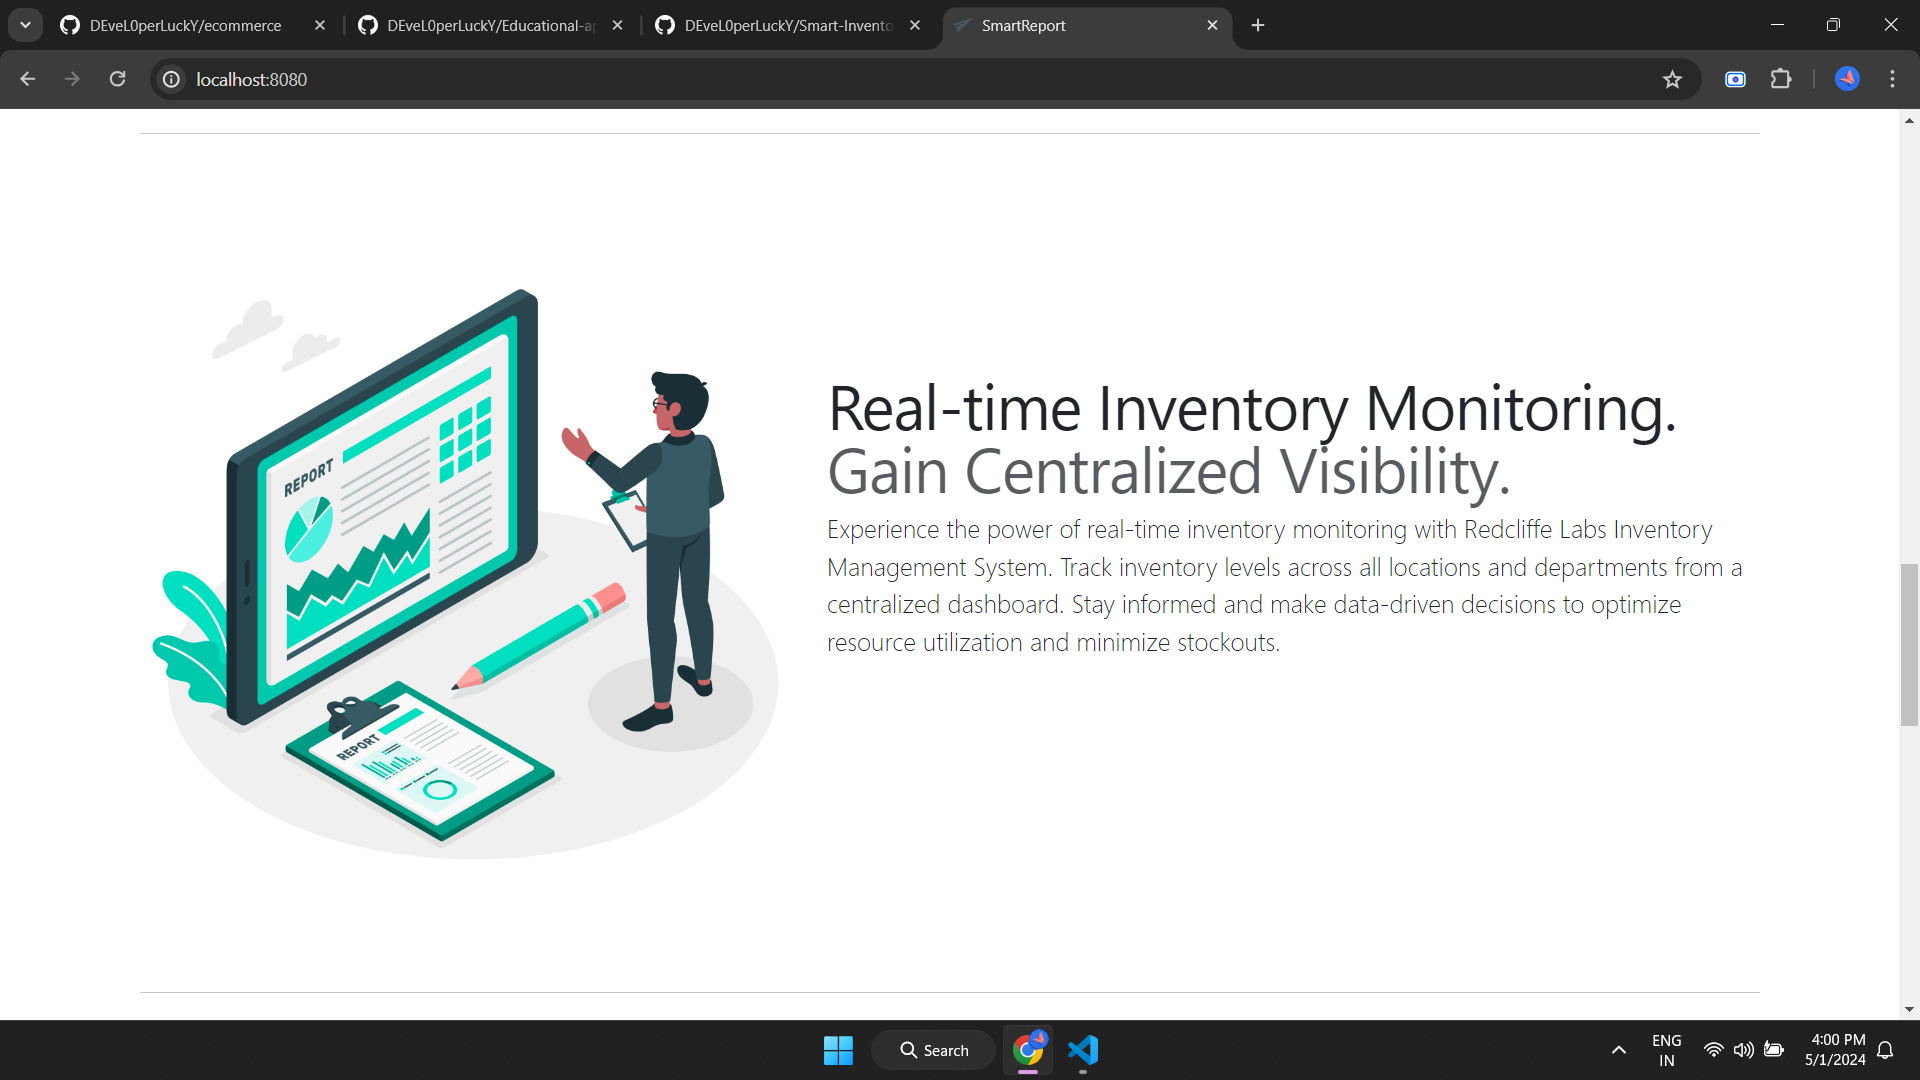 DEveL0perLuckY/ecommerce
DEveL0perLuckY/Educational-ap
DEveL0perLuckY/Smart-Invento
SmartReport
localhost:8080
REPORT
REPORT
Real-time Inventory Monitoring.
Gain Centralized Visibility.
Experience the power of real-time inventory monitoring with Redcliffe Labs Inventory
Management System. Track inventory levels across all locations and departments from a
centralized dashboard. Stay informed and make data-driven decisions to optimize
resource utilization and minimize stockouts.
Search
ENG
IN
4:00 PM
5/1/2024